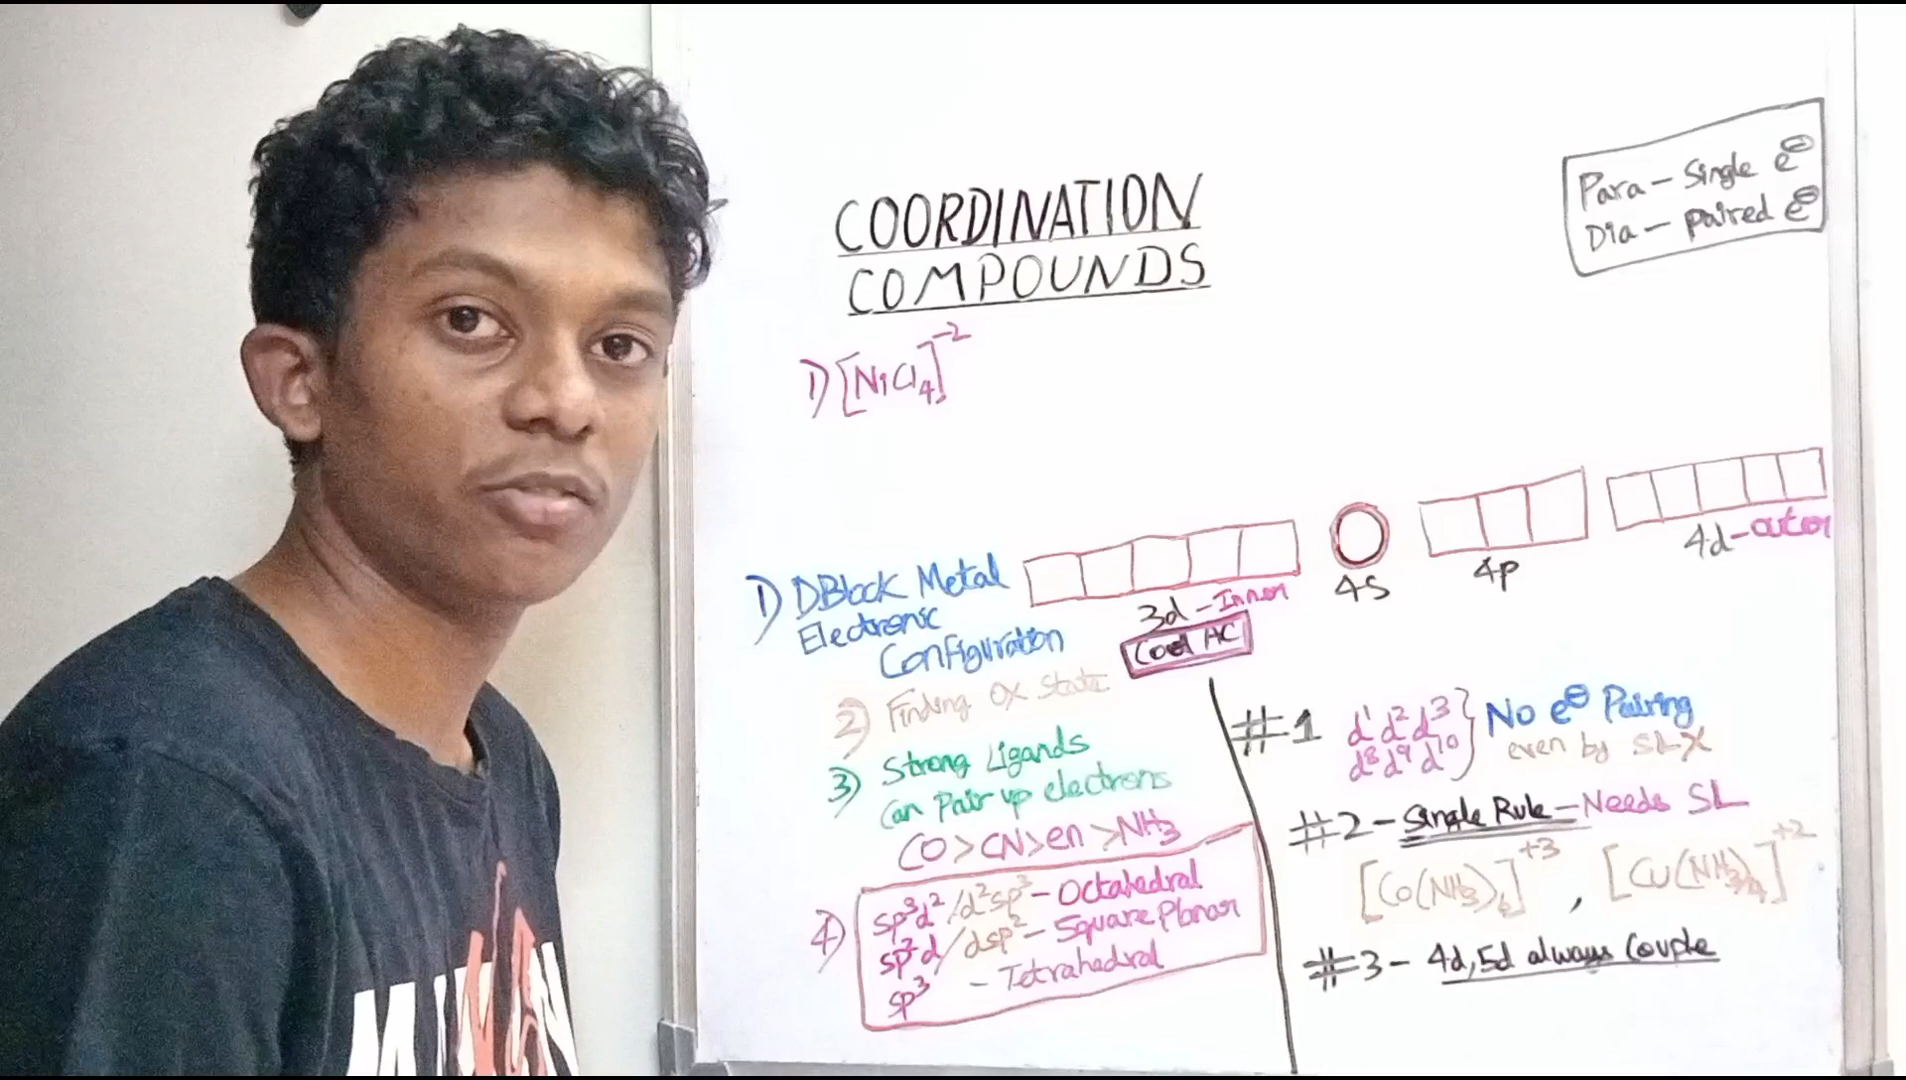 COORDINATION
COMPOUNDS
Para - Single e⊖
Dia - paired e⊖
1) [NiCl4]-2
3d - Inner
4s
4p
4d - outer
1) DBlock Metal
Electronic
Configuration
2) Finding OX State
3) Strong Ligands
Can Pair up electrons
CO > CN > en > NH3
4) sp3d2 / d2sp3 - Octahedral
sp2d / dsp2 - Square Planar
sp3 - Tetrahedral
#1 d1 d2 d3 } No e⊖ Pairing
d8 d9 d10 even by SL X
#2 - Single Rule - Needs SL
[Co(NH3)6]+3 , [Cu(NH3)4]+2
#3 - 4d, 5d always Couple